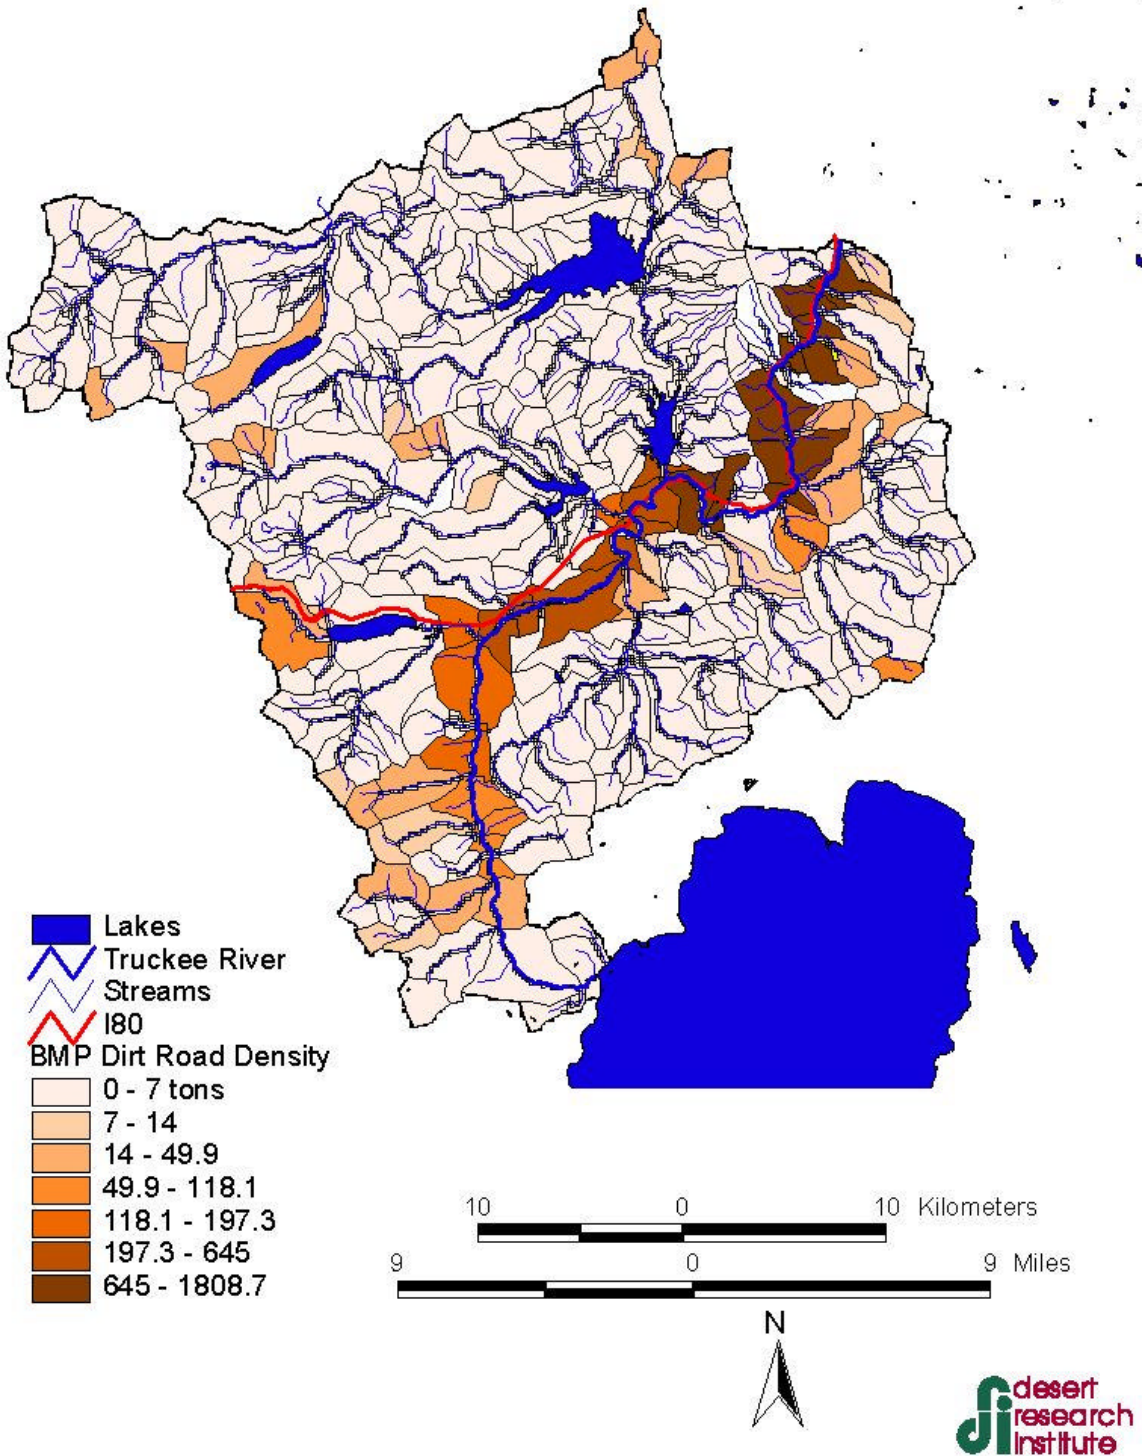 Lakes
Truckee River
Streams
I80
BMP Dirt Road Density
0 - 7 tons
7 - 14
14 - 49.9
49.9 - 118.1
118.1 - 197.3
197.3 - 645
645 - 1808.7
10 0 10 Kilometers
9 0 9 Miles
N
dri
desert
research
institute